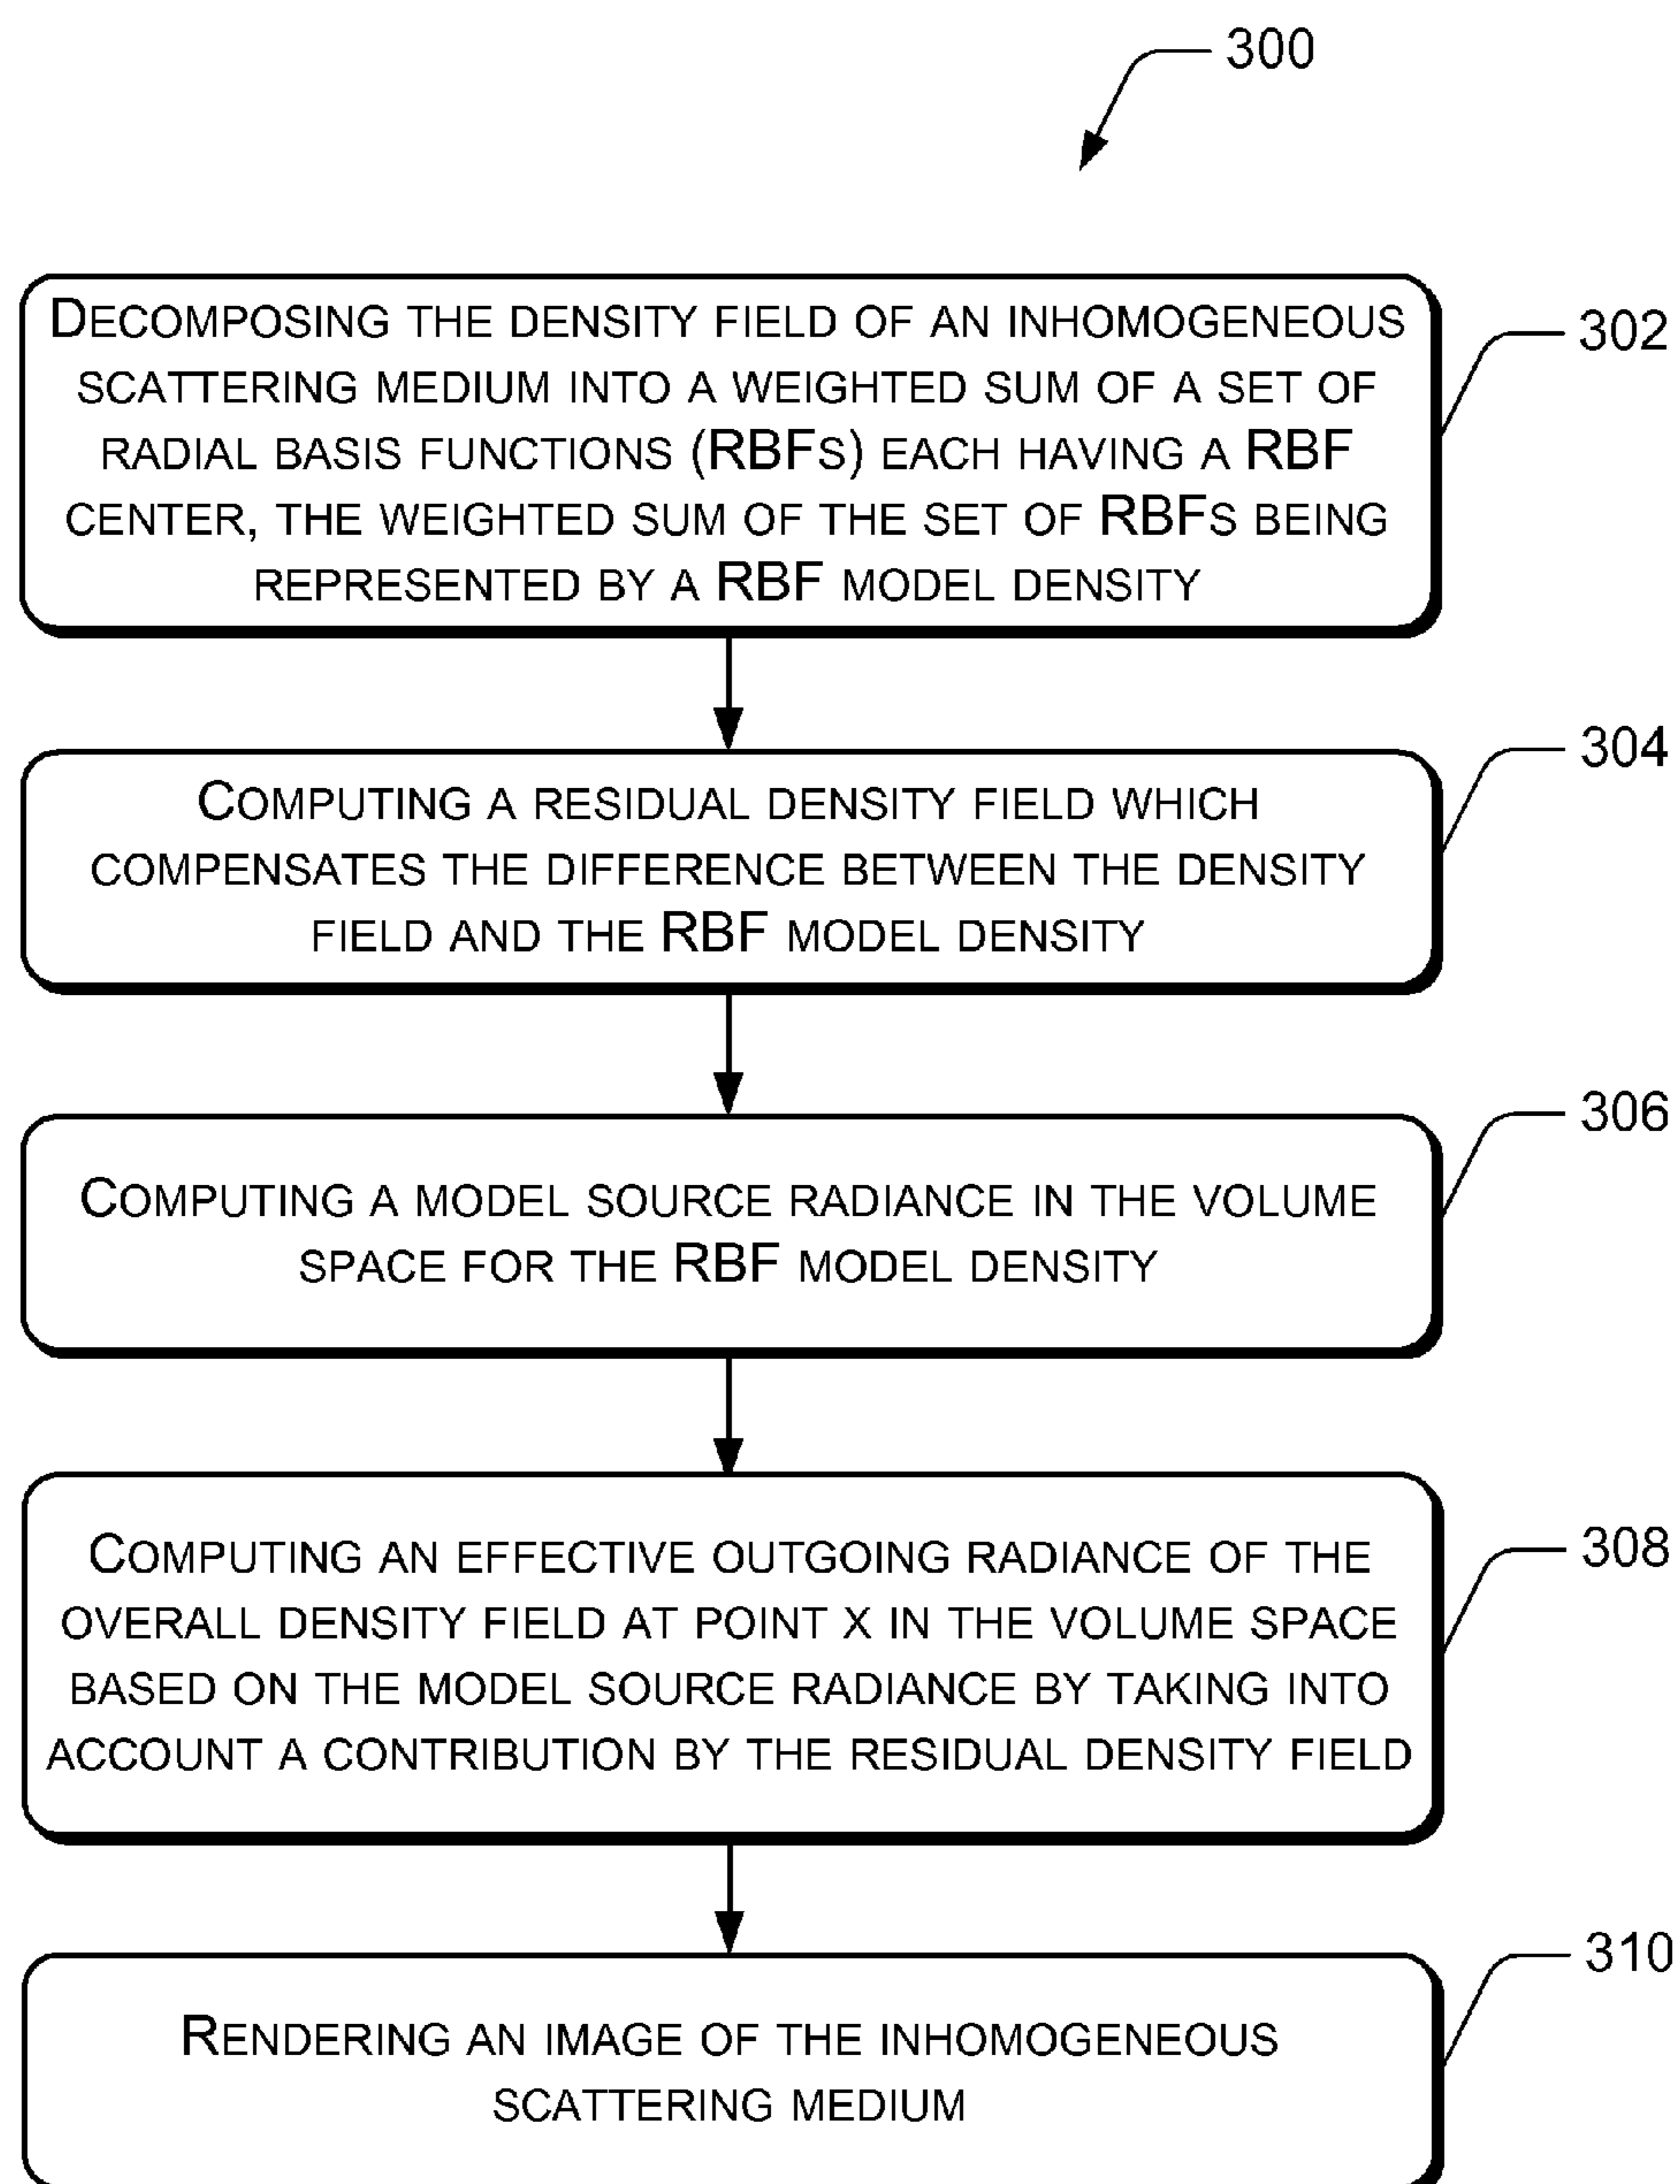 300
DECOMPOSING THE DENSITY FIELD OF AN INHOMOGENEOUS
SCATTERING MEDIUM INTO A WEIGHTED SUM OF A SET OF
RADIAL BASIS FUNCTIONS (RBFS) EACH HAVING A RBF
CENTER, THE WEIGHTED SUM OF THE SET OF RBFS BEING
REPRESENTED BY A RBF MODEL DENSITY
302
COMPUTING A RESIDUAL DENSITY FIELD WHICH
COMPENSATES THE DIFFERENCE BETWEEN THE DENSITY
FIELD AND THE RBF MODEL DENSITY
304
COMPUTING A MODEL SOURCE RADIANCE IN THE VOLUME
SPACE FOR THE RBF MODEL DENSITY
306
COMPUTING AN EFFECTIVE OUTGOING RADIANCE OF THE
OVERALL DENSITY FIELD AT POINT X IN THE VOLUME SPACE
BASED ON THE MODEL SOURCE RADIANCE BY TAKING INTO
ACCOUNT A CONTRIBUTION BY THE RESIDUAL DENSITY FIELD
308
RENDERING AN IMAGE OF THE INHOMOGENEOUS
SCATTERING MEDIUM
310